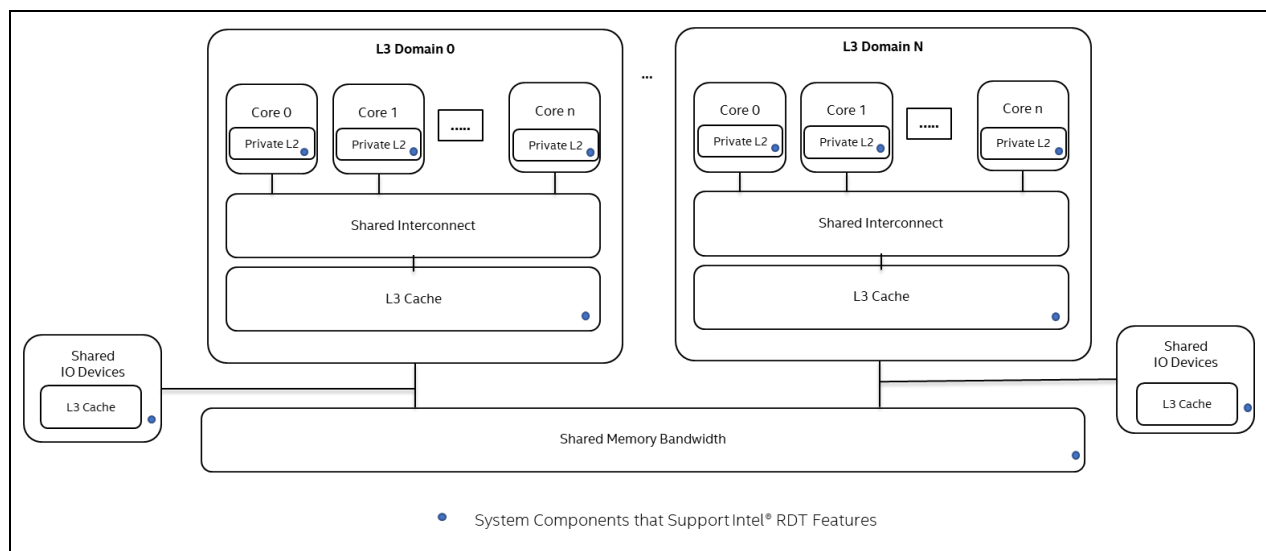 L3 Domain 0
Core 0
Private L2
Core 1
Private L2
.....
Core n
Private L2
Shared Interconnect
L3 Cache
...
L3 Domain N
Core 0
Private L2
Core 1
Private L2
.....
Core n
Private L2
Shared Interconnect
L3 Cache
Shared
IO Devices
L3 Cache
Shared
IO Devices
L3 Cache
Shared Memory Bandwidth
System Components that Support Intel® RDT Features